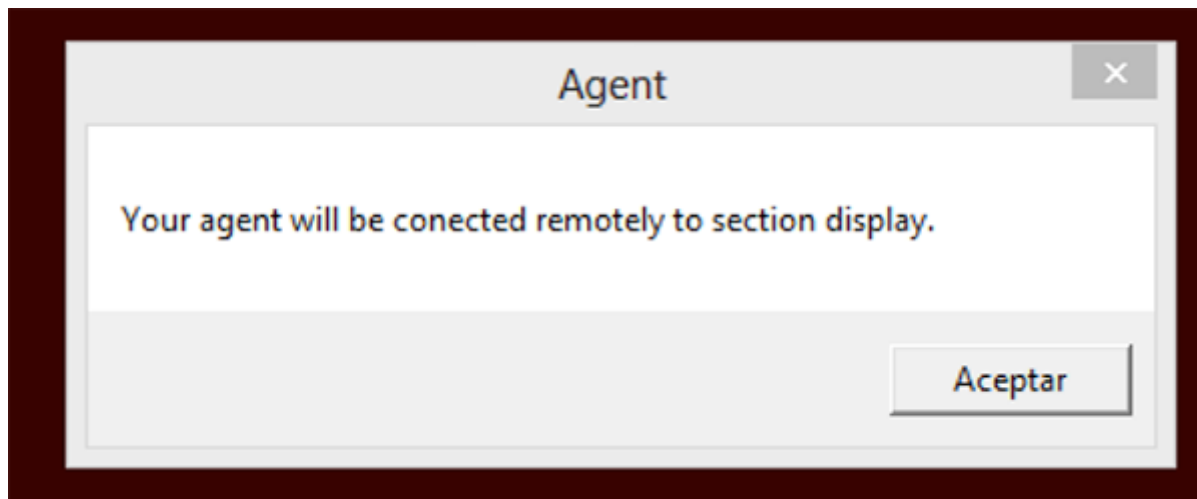 Agent
Your agent will be conected remotely to section display.
Aceptar